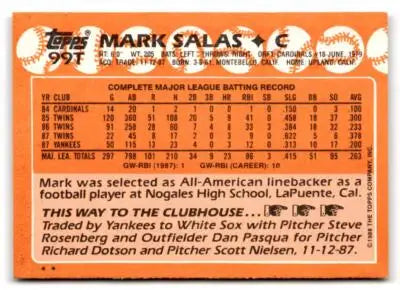 Topps
99T
MARK SALAS ✦ C
HT: 6'0" WT: 205 BATS: LEFT THROWS: RIGHT DRAFT: CARDINALS #18-JUNE, 1979
ACQ: TRADE, 11-12-87 BORN: 3-8-61, MONTEBELLO, CALIF. HOME: UPLAND, CALIF.
COMPLETE MAJOR LEAGUE BATTING RECORD
YR CLUB G AB R H 2B 3B HR RBI SB SLG BB SO AVG
84 CARDINALS 14 20 1 2 1 0 0 1 0 .150 0 3 .100
85 TWINS 120 360 51 108 20 5 9 41 0 .458 18 37 .300
86 TWINS 91 258 28 60 7 4 8 33 3 .384 18 32 .233
87 TWINS 22 45 8 17 2 0 3 9 0 .622 5 6 .378
87 YANKEES 50 115 13 23 4 0 3 12 0 .313 10 17 .200
MAJ. LEA. TOTALS 297 798 101 210 34 9 23 96 3 .415 51 95 .263
GW-RBI (1987): 1 GW-RBI (CAREER): 10
Mark was selected as All-American linebacker as a
football player at Nogales High School, LaPuente, Cal.
THIS WAY TO THE CLUBHOUSE...
Traded by Yankees to White Sox with Pitcher Steve
Rosenberg and Outfielder Dan Pasqua for Pitcher
Richard Dotson and Pitcher Scott Nielsen, 11-12-87.
© 1988 THE TOPPS COMPANY, INC.
**